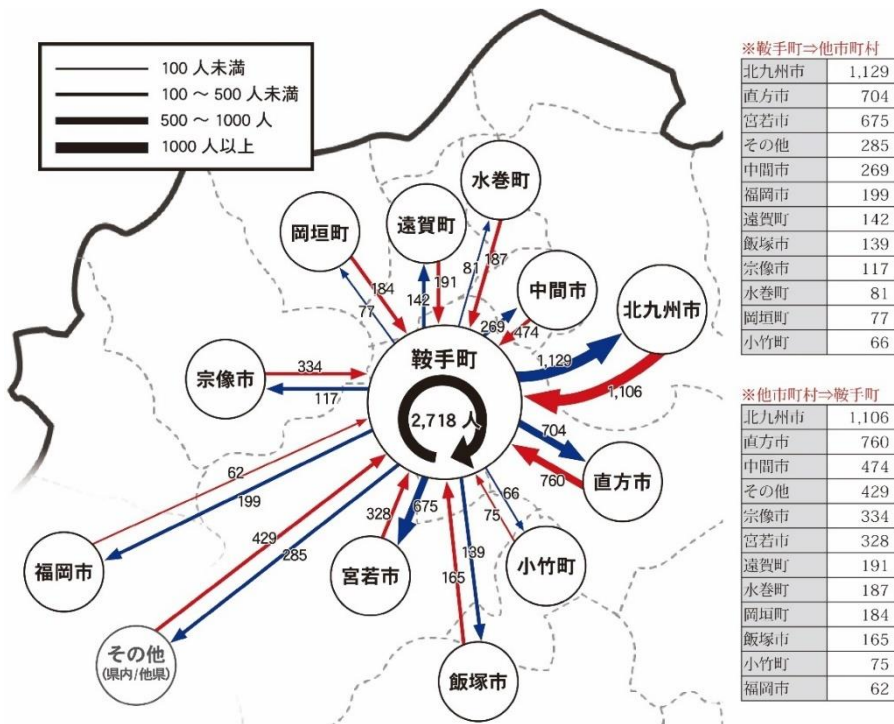 100 人未満
100 ～ 500 人未満
500 ～ 1000 人
1000 人以上
水巻町
遠賀町
岡垣町
中間市
北九州市
184
77
142
191
81
187
269
474
1,129
1,106
鞍手町
2,718 人
宗像市
334
117
704
760
直方市
62
199
福岡市
429
285
その他
(県内/他県)
328
675
宮若市
139
165
飯塚市
66
75
小竹町
※鞍手町⇒他市町村
北九州市 1,129
直方市 704
宮若市 675
その他 285
中間市 269
福岡市 199
遠賀町 142
飯塚市 139
宗像市 117
水巻町 81
岡垣町 77
小竹町 66
※他市町村⇒鞍手町
北九州市 1,106
直方市 760
中間市 474
その他 429
宗像市 334
宮若市 328
遠賀町 191
水巻町 187
岡垣町 184
飯塚市 165
小竹町 75
福岡市 62